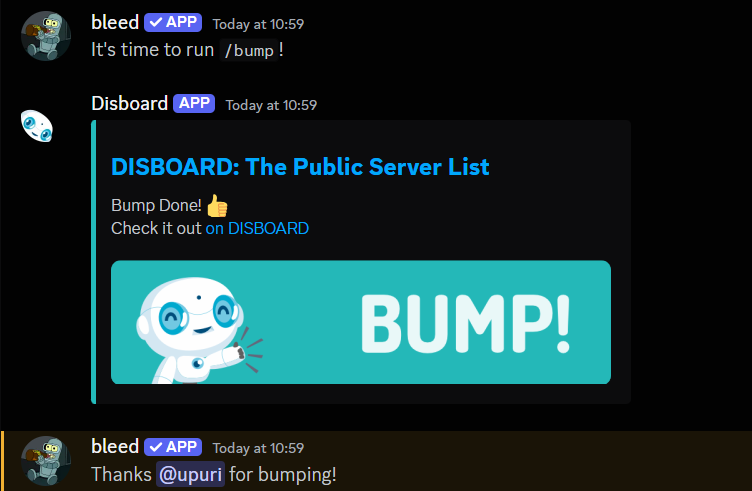 bleed ✓ APP Today at 10:59
It's time to run /bump!
Disboard APP Today at 10:59
DISBOARD: The Public Server List
Bump Done! 👍
Check it out on DISBOARD
BUMP!
bleed ✓ APP Today at 10:59
Thanks @upuri for bumping!